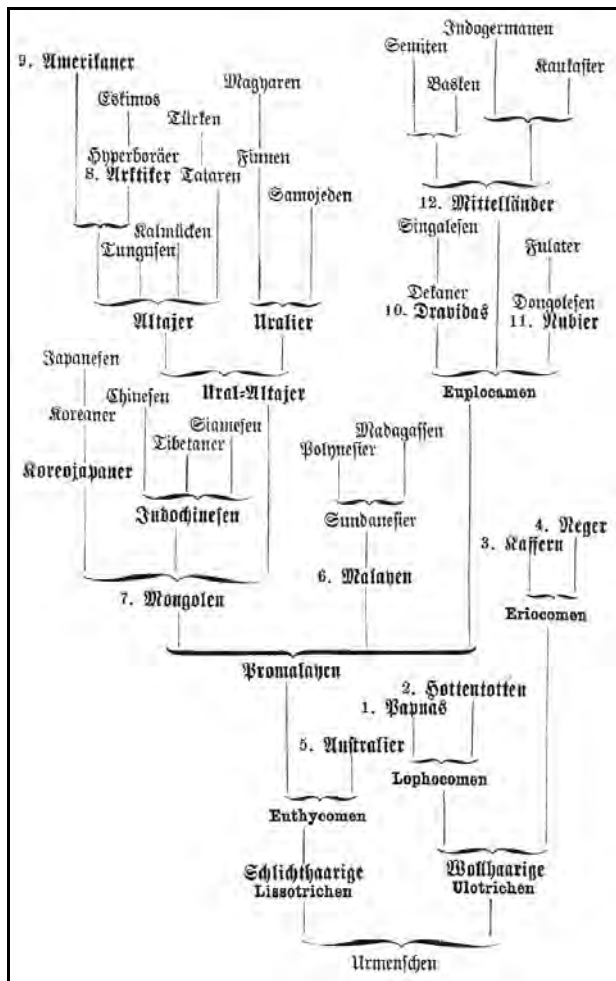 Indogermanen
Semiten
9. Amerikaner
Kaukasier
Magyaren
Basken
Eskimos
Türken
Hyperboräer
Finnen
8. Arktiker Tataren
Samojeden
12. Mittelländer
Singalesen
Kalmücken
Tungusen
Fulater
Dekaner
Dongolesen
10. Dravidas
11. Nubier
Altajer
Uralier
Japanesen
Ural-Altajer
Euplocamen
Chinesen
Koreaner
Siamesen
Madagassen
Tibetaner
Polynesier
Koreojapaner
Indochinesen
Sundanesier
4. Neger
3. Kaffern
6. Malayen
7. Mongolen
Eriocomen
Promalayen
2. Hottentotten
1. Papuas
5. Australier
Lophocomen
Euthycomen
Schlichthaarige
Lissotrichen
Wollhaarige
Ulotrichen
Urmenschen